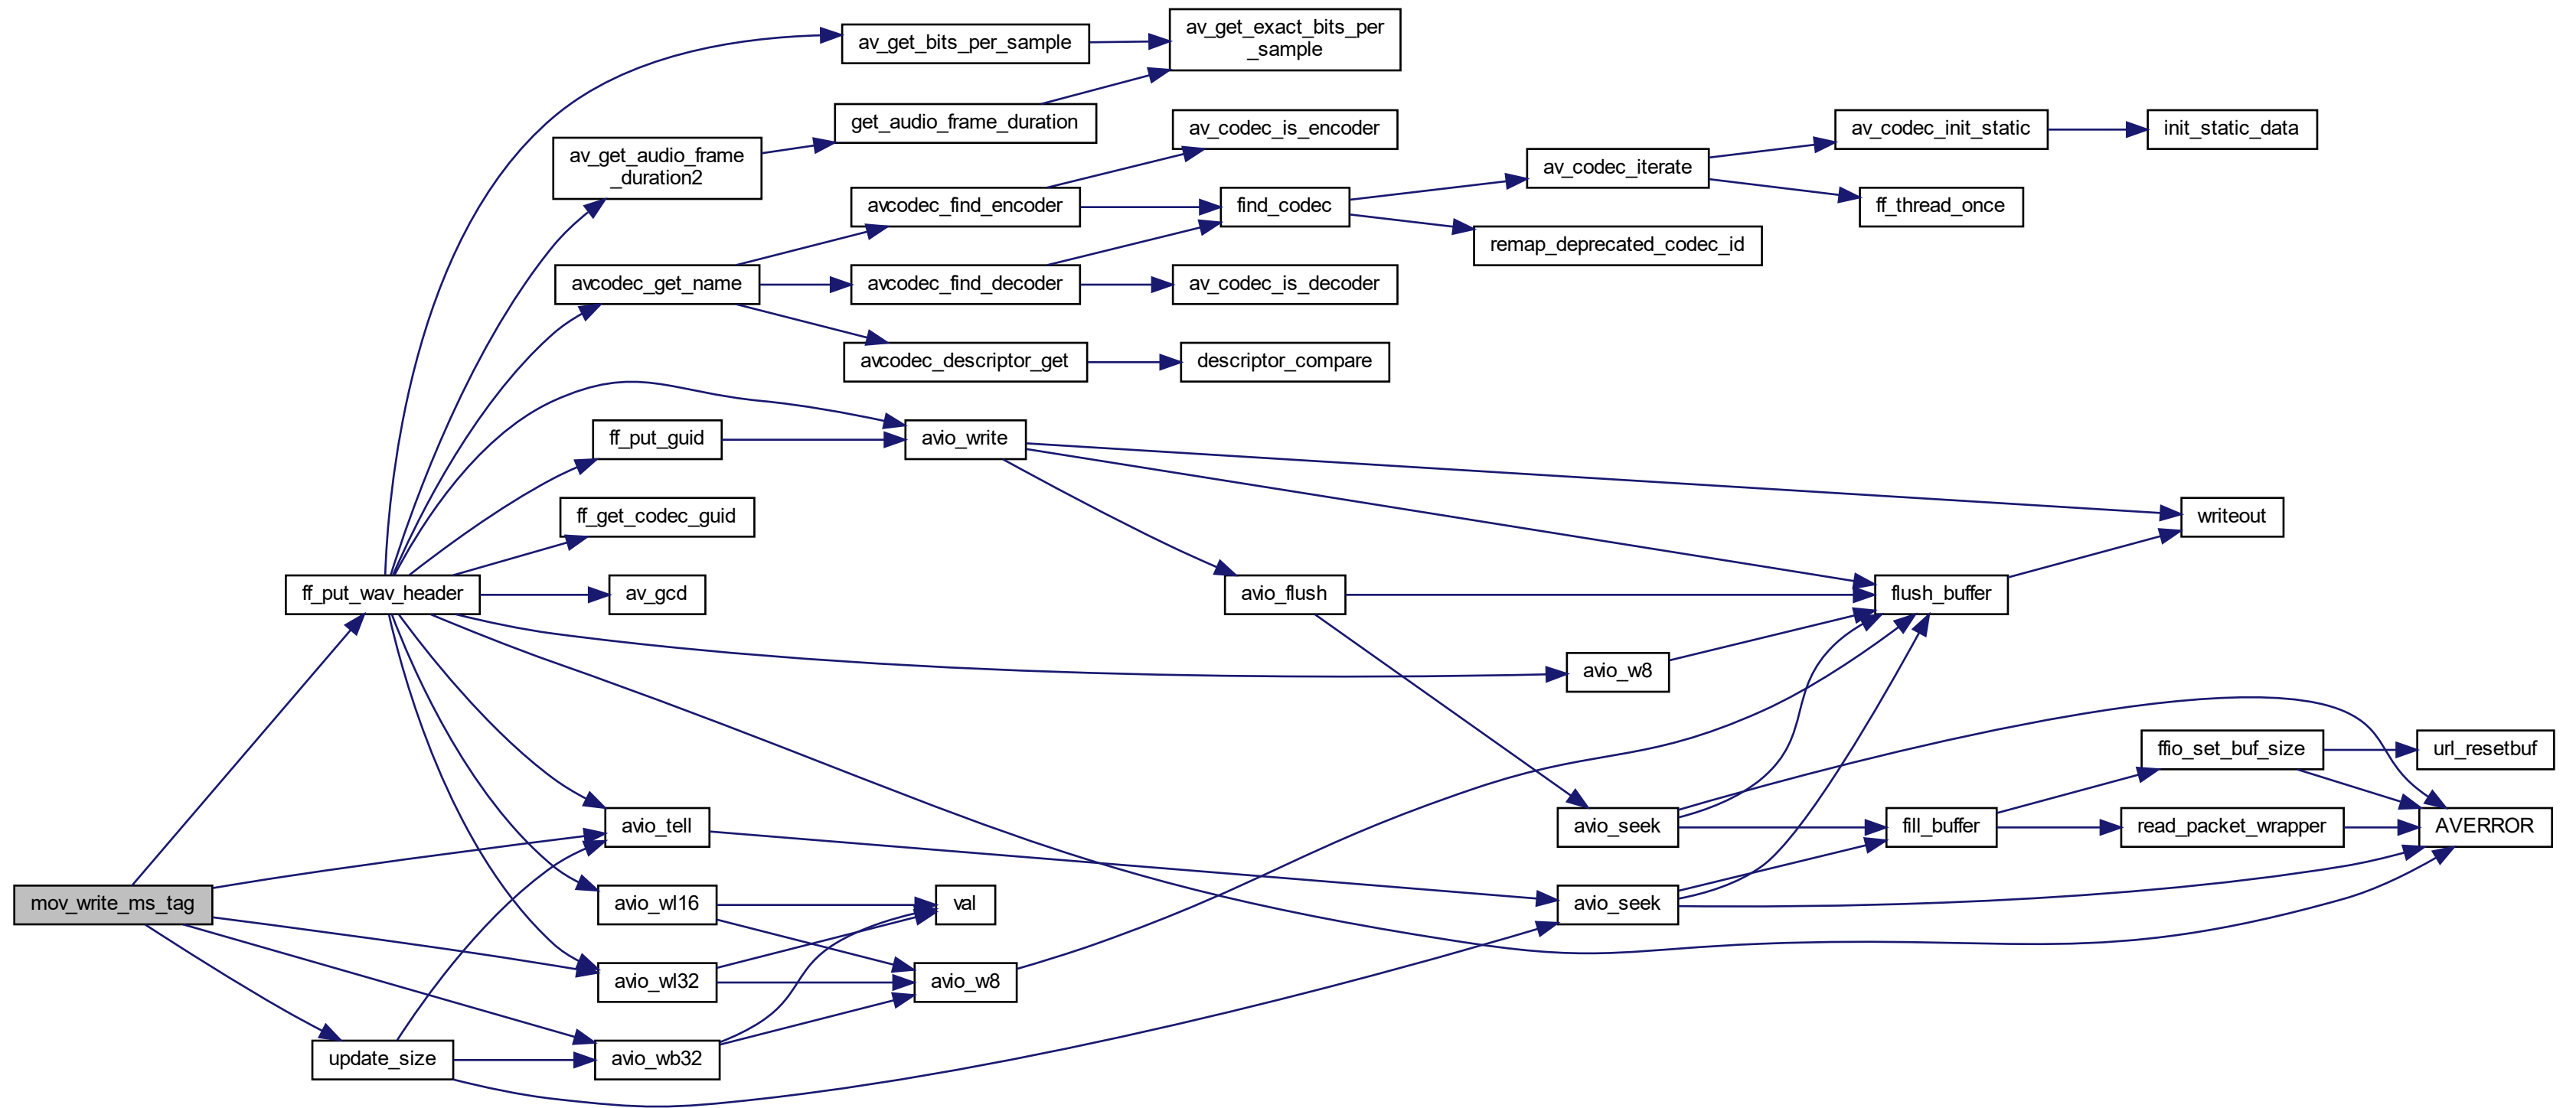 av_get_exact_bits_per
_sample
av_get_bits_per_sample
get_audio_frame_duration
av_codec_is_encoder
av_codec_init_static
init_static_data
av_get_audio_frame
_duration2
av_codec_iterate
avcodec_find_encoder
find_codec
ff_thread_once
remap_deprecated_codec_id
avcodec_get_name
avcodec_find_decoder
av_codec_is_decoder
avcodec_descriptor_get
descriptor_compare
ff_put_guid
avio_write
ff_get_codec_guid
writeout
ff_put_wav_header
av_gcd
avio_flush
flush_buffer
avio_w8
ffio_set_buf_size
url_resetbuf
avio_tell
avio_seek
fill_buffer
read_packet_wrapper
AVERROR
mov_write_ms_tag
avio_wl16
val
avio_seek
avio_wl32
avio_w8
update_size
avio_wb32